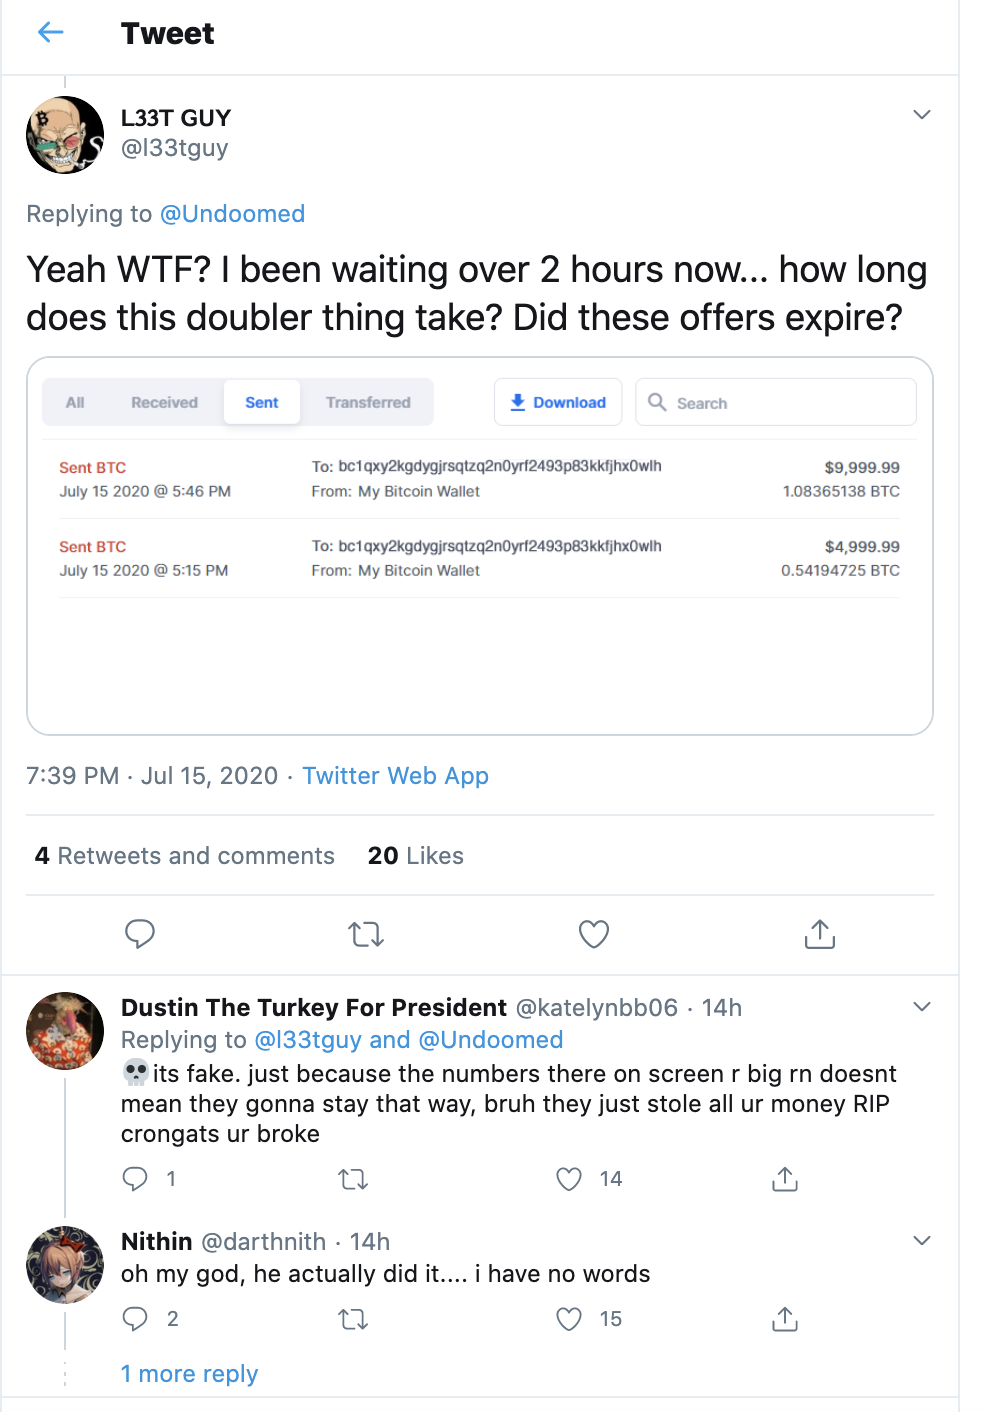 Tweet
L33T GUY
@l33tguy
Replying to @Undoomed
Yeah WTF? I been waiting over 2 hours now... how long
does this doubler thing take? Did these offers expire?
All Received Sent Transferred Download Search
Sent BTC To: bc1qxy2kgdygjrsqtzq2n0yrf2493p83kkfjhx0wlh $9,999.99
July 15 2020 @ 5:46 PM From: My Bitcoin Wallet 1.08365138 BTC
Sent BTC To: bc1qxy2kgdygjrsqtzq2n0yrf2493p83kkfjhx0wlh $4,999.99
July 15 2020 @ 5:15 PM From: My Bitcoin Wallet 0.54194725 BTC
7:39 PM · Jul 15, 2020 · Twitter Web App
4 Retweets and comments 20 Likes
Dustin The Turkey For President @katelynbb06 · 14h
Replying to @l33tguy and @Undoomed
💀its fake. just because the numbers there on screen r big rn doesnt
mean they gonna stay that way, bruh they just stole all ur money RIP
crongats ur broke
1 14
Nithin @darthnith · 14h
oh my god, he actually did it.... i have no words
2 15
1 more reply